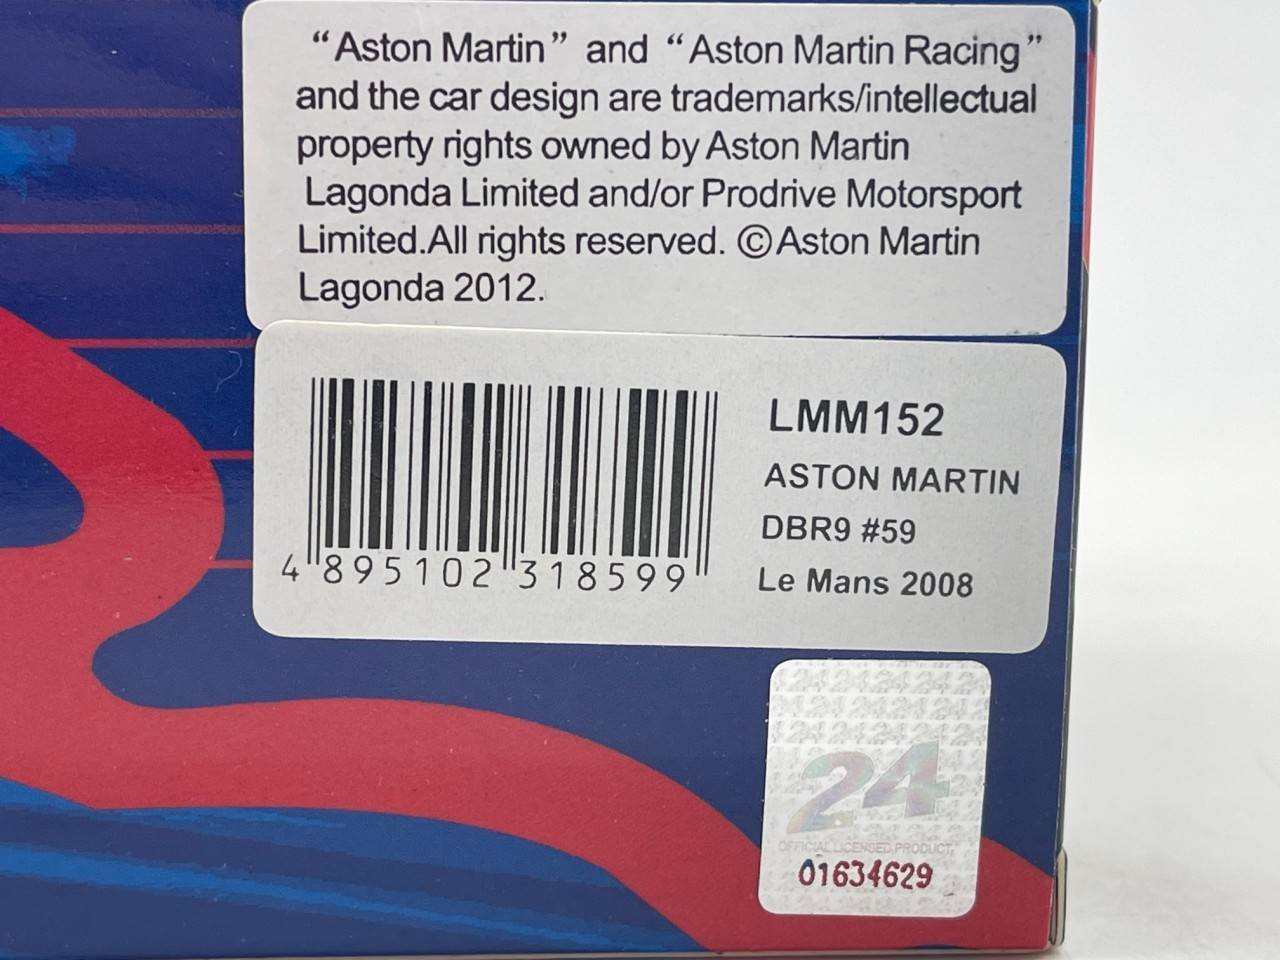 “Aston Martin” and “Aston Martin Racing”
and the car design are trademarks/intellectual
property rights owned by Aston Martin
Lagonda Limited and/or Prodrive Motorsport
Limited.All rights reserved. ©Aston Martin
Lagonda 2012.
LMM152
ASTON MARTIN
DBR9 #59
Le Mans 2008
4 895102 318599
24
OFFICIAL LICENSED PRODUCT
01634629